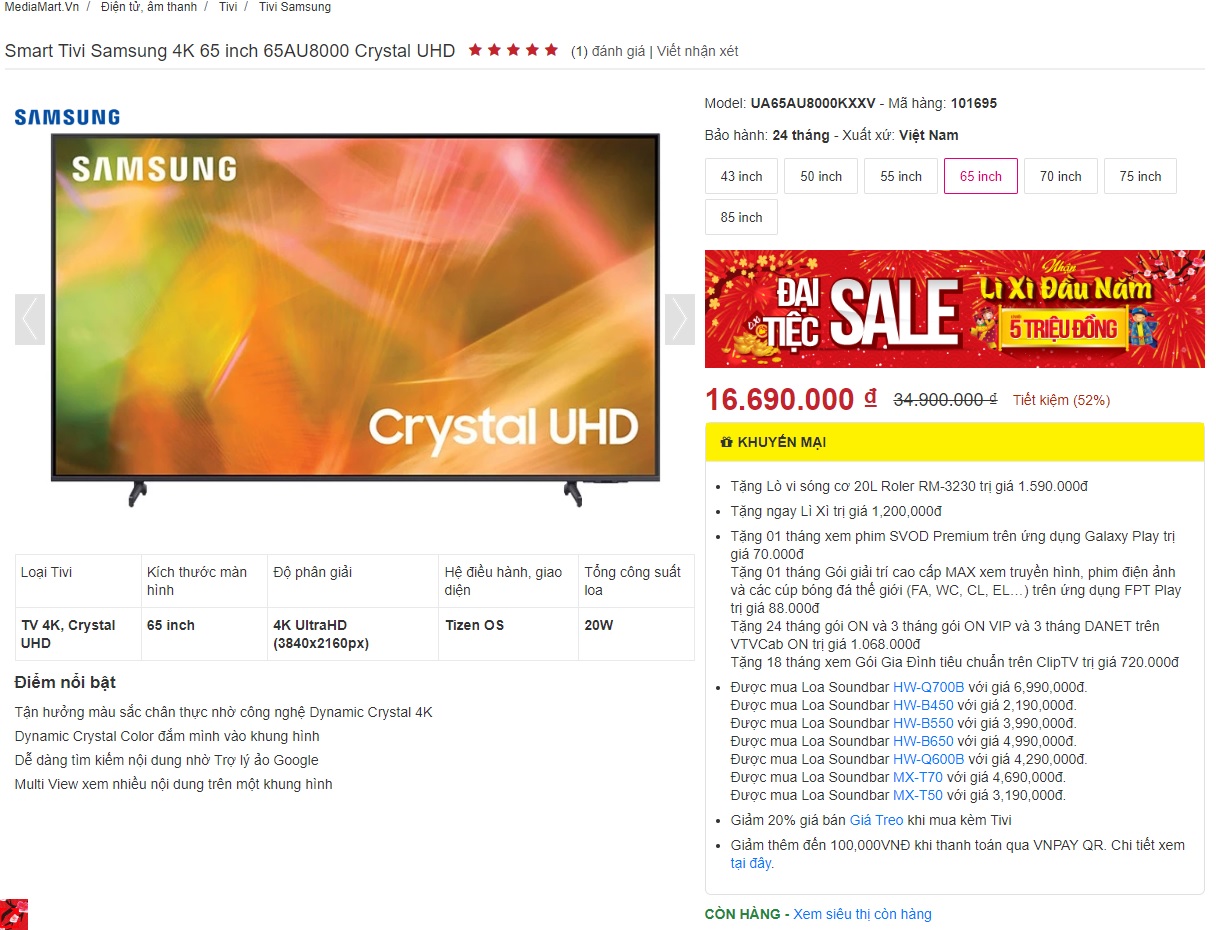 MediaMart.Vn / Điện tử, âm thanh / Tivi / Tivi Samsung
Smart Tivi Samsung 4K 65 inch 65AU8000 Crystal UHD (1) đánh giá | Viết nhận xét
SAMSUNG
SAMSUNG
Crystal UHD
Loại Tivi
Kích thước màn
hình
Độ phân giải
Hệ điều hành, giao
diện
Tổng công suất
loa
TV 4K, Crystal
UHD
65 inch
4K UltraHD
(3840x2160px)
Tizen OS
20W
Điểm nổi bật
Tận hưởng màu sắc chân thực nhờ công nghệ Dynamic Crystal 4K
Dynamic Crystal Color đắm mình vào khung hình
Dễ dàng tìm kiếm nội dung nhờ Trợ lý ảo Google
Multi View xem nhiều nội dung trên một khung hình
Model: UA65AU8000KXXV - Mã hàng: 101695
Bảo hành: 24 tháng - Xuất xứ: Việt Nam
43 inch 50 inch 55 inch 65 inch 70 inch 75 inch
85 inch
ĐẠI
TIỆC
SALE
Nhận
Lì Xì Đầu Năm
5 TRIỆU ĐỒNG
16.690.000 ₫ 34.900.000 ₫ Tiết kiệm (52%)
KHUYẾN MẠI
Tặng Lò vi sóng cơ 20L Roler RM-3230 trị giá 1.590.000đ
Tặng ngay Lì Xì trị giá 1,200,000đ
Tặng 01 tháng xem phim SVOD Premium trên ứng dụng Galaxy Play trị
giá 70.000đ
Tặng 01 tháng Gói giải trí cao cấp MAX xem truyền hình, phim điện ảnh
và các cúp bóng đá thế giới (FA, WC, CL, EL…) trên ứng dụng FPT Play
trị giá 88.000đ
Tặng 24 tháng gói ON và 3 tháng gói ON VIP và 3 tháng DANET trên
VTVCab ON trị giá 1.068.000đ
Tặng 18 tháng xem Gói Gia Đình tiêu chuẩn trên ClipTV trị giá 720.000đ
Được mua Loa Soundbar HW-Q700B với giá 6,990,000đ.
Được mua Loa Soundbar HW-B450 với giá 2,190,000đ.
Được mua Loa Soundbar HW-B550 với giá 3,990,000đ.
Được mua Loa Soundbar HW-B650 với giá 4,990,000đ.
Được mua Loa Soundbar HW-Q600B với giá 4,290,000đ.
Được mua Loa Soundbar MX-T70 với giá 4,690,000đ.
Được mua Loa Soundbar MX-T50 với giá 3,190,000đ.
Giảm 20% giá bán Giá Treo khi mua kèm Tivi
Giảm thêm đến 100,000VNĐ khi thanh toán qua VNPAY QR. Chi tiết xem
tại đây.
CÒN HÀNG - Xem siêu thị còn hàng